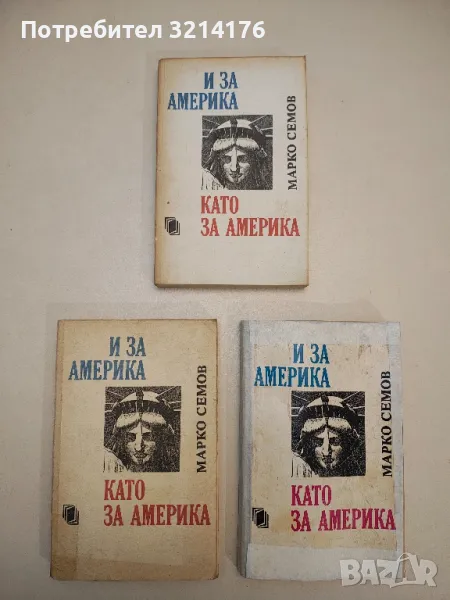 Потребител 3214176
И ЗА
АМЕРИКА
МАРКО СЕМОВ
КАТО
ЗА АМЕРИКА
И ЗА
АМЕРИКА
МАРКО СЕМОВ
КАТО
ЗА АМЕРИКА
И ЗА
АМЕРИКА
МАРКО СЕМОВ
КАТО
ЗА АМЕРИКА
BAZAR